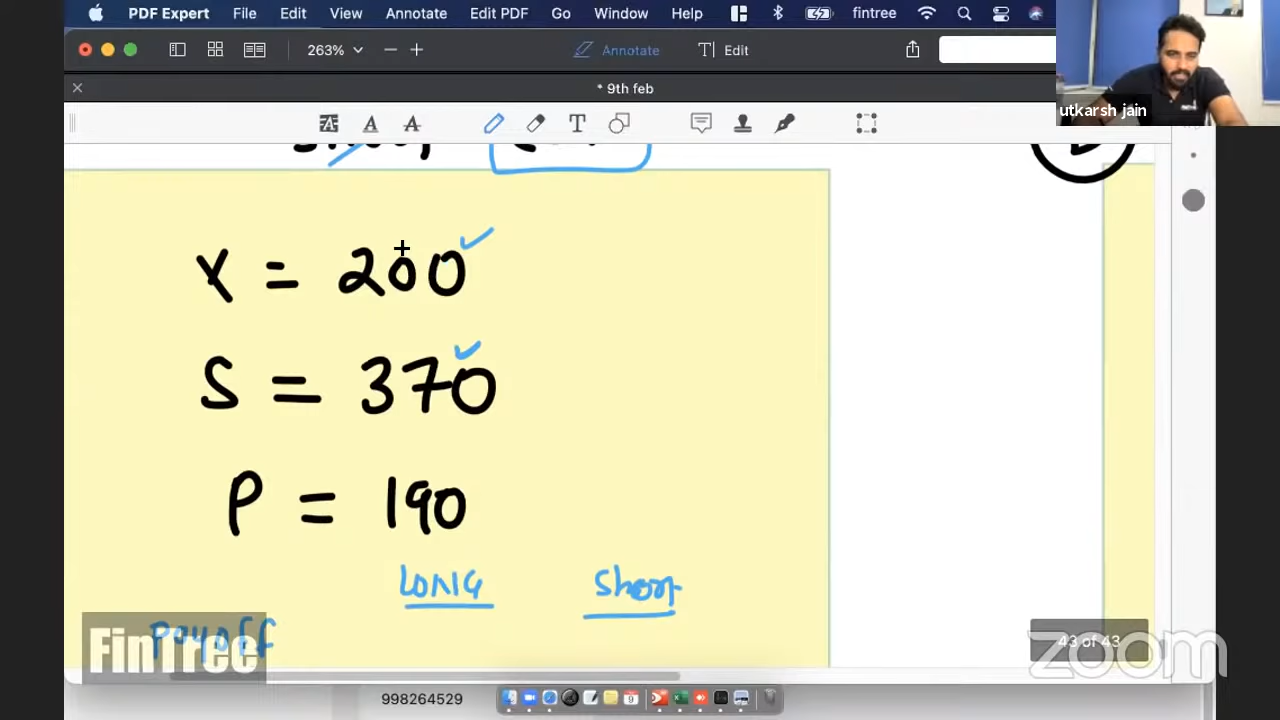 PDF Expert File Edit View Annotate Edit PDF Go Window Help fintree
263% Annotate T Edit
* 9th feb
utkarsh jain
X = 200
S = 370
P = 190
LONG Short
Payoff
FinTree
43 of 43
zoom
998264529